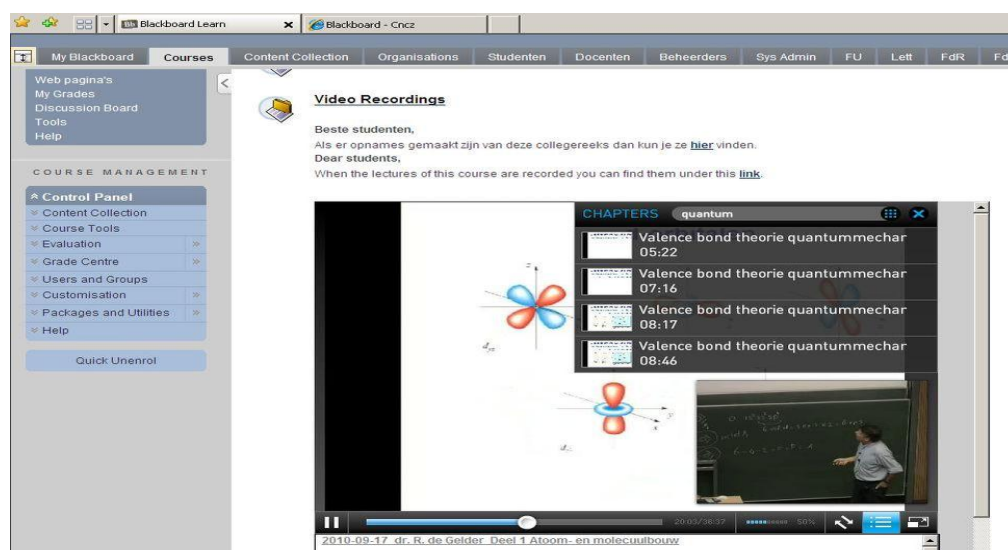 Blackboard Learn
Blackboard - Cncz
My Blackboard Courses Content Collection Organisations Studenten Docenten Beheerders Sys Admin FU Lett FdR Fd
Web pagina's
My Grades
Discussion Board
Tools
Help
COURSE MANAGEMENT
Control Panel
Content Collection
Course Tools
Evaluation
Grade Centre
Users and Groups
Customisation
Packages and Utilities
Help
Quick Unenrol
Video Recordings
Beste studenten,
Als er opnames gemaakt zijn van deze collegereeks dan kun je ze hier vinden.
Dear students,
When the lectures of this course are recorded you can find them under this link.
CHAPTERS quantum
Valence bond theorie quantummechar
05:22
Valence bond theorie quantummechar
07:16
Valence bond theorie quantummechar
08:17
Valence bond theorie quantummechar
08:46
z
y
x
20:03/36:37 50%
2010-09-17 dr. R. de Gelder Deel 1 Atoom- en molecuulbouw